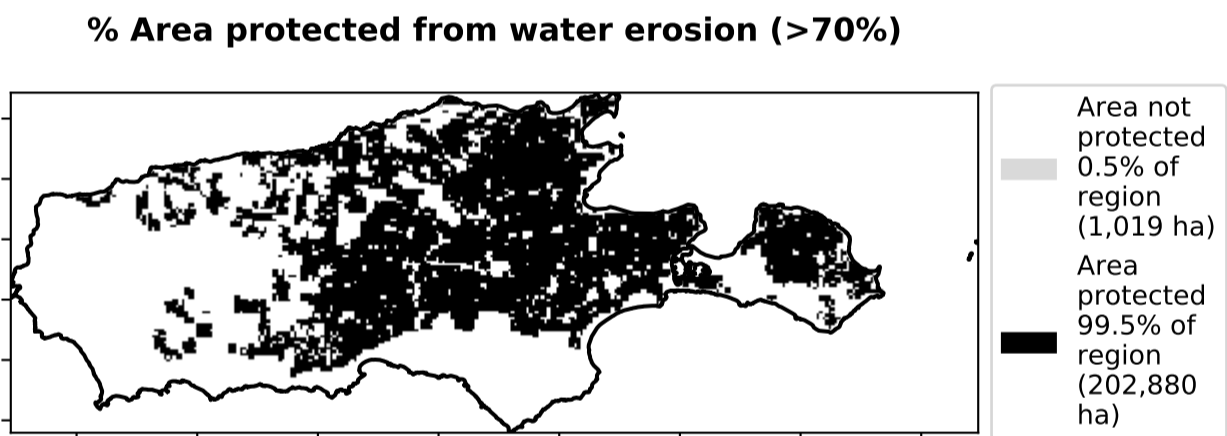 % Area protected from water erosion (>70%)
Area not
protected
0.5% of
region
(1,019 ha)
Area
protected
99.5% of
region
(202,880
ha)